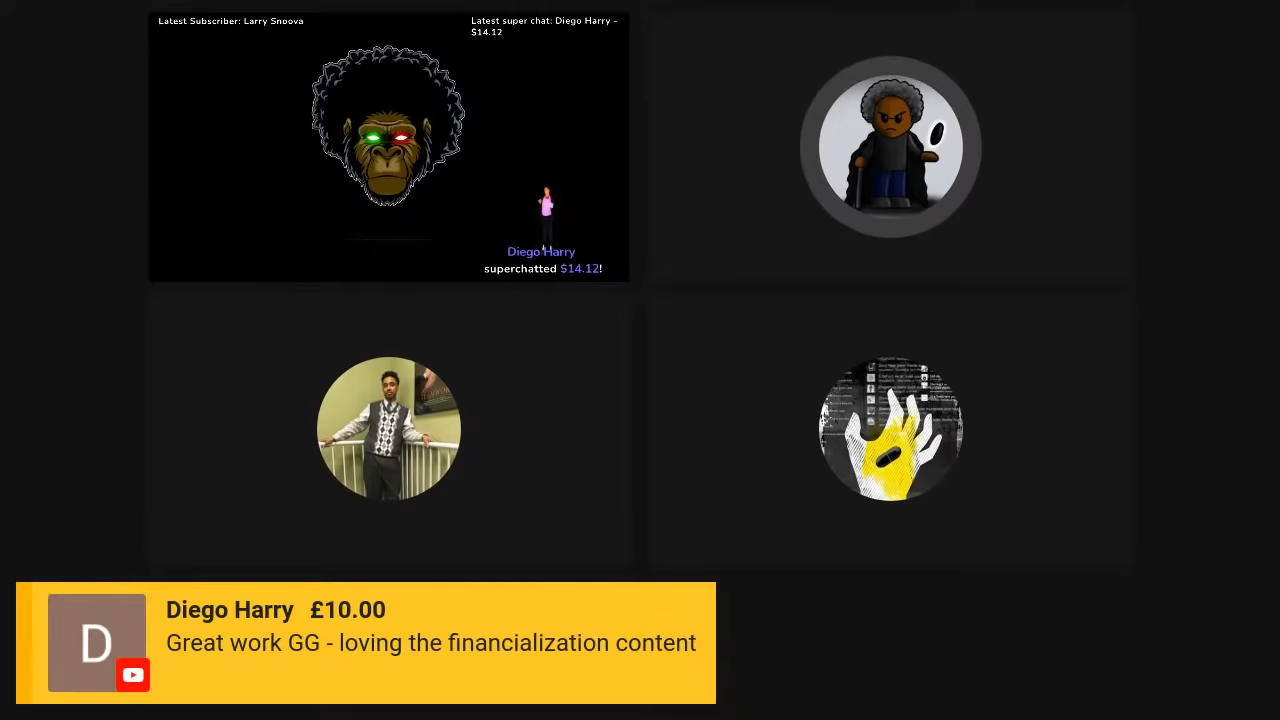 Latest Subscriber: Larry Snoova
Latest super chat: Diego Harry -
$14.12
Diego Harry
superchatted $14.12!
D
Diego Harry £10.00
Great work GG - loving the financialization content